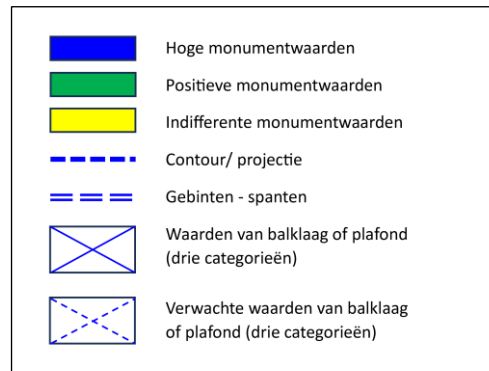 Hoge monumentwaarden
Positieve monumentwaarden
Indifferente monumentwaarden
Contour/ projectie
Gebinten - spanten
Waarden van balklaag of plafond
(drie categorieën)
Verwachte waarden van balklaag
of plafond (drie categorieën)